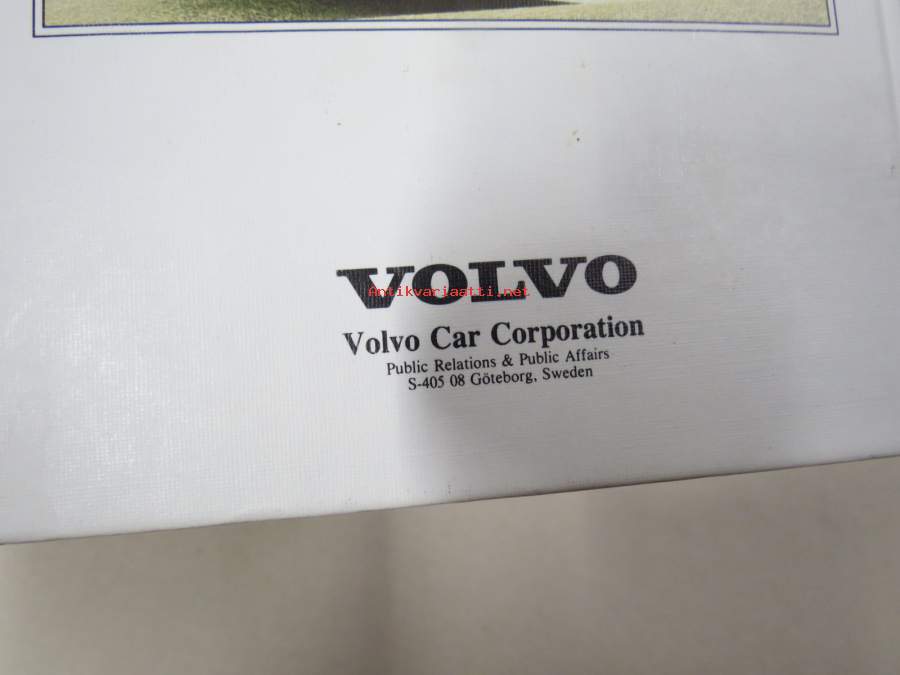 VOLVO
Antikvariaatti.net
Volvo Car Corporation
Public Relations & Public Affairs
S-405 08 Göteborg, Sweden